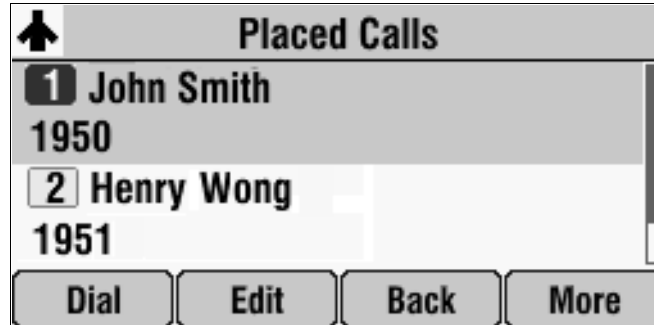 Placed Calls
1 John Smith
1950
2 Henry Wong
1951
Dial Edit Back More